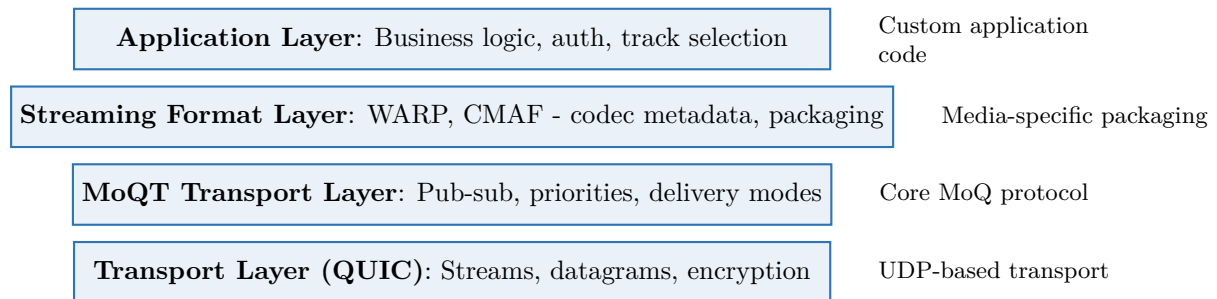 Application Layer: Business logic, auth, track selection
Custom application
code
Streaming Format Layer: WARP, CMAF - codec metadata, packaging
Media-specific packaging
MoQT Transport Layer: Pub-sub, priorities, delivery modes
Core MoQ protocol
Transport Layer (QUIC): Streams, datagrams, encryption
UDP-based transport